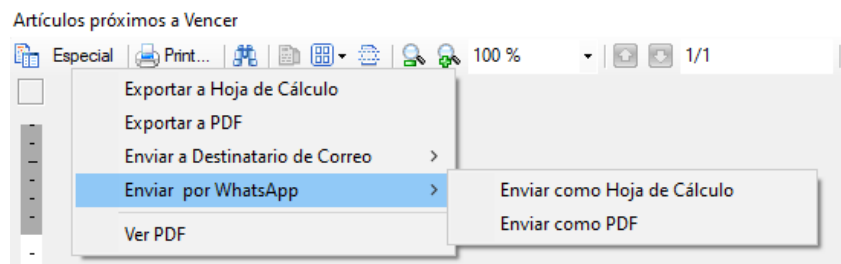 Artículos próximos a Vencer
Especial Print... 100 % 1/1
Exportar a Hoja de Cálculo
Exportar a PDF
Enviar a Destinatario de Correo
Enviar por WhatsApp
Enviar como Hoja de Cálculo
Enviar como PDF
Ver PDF